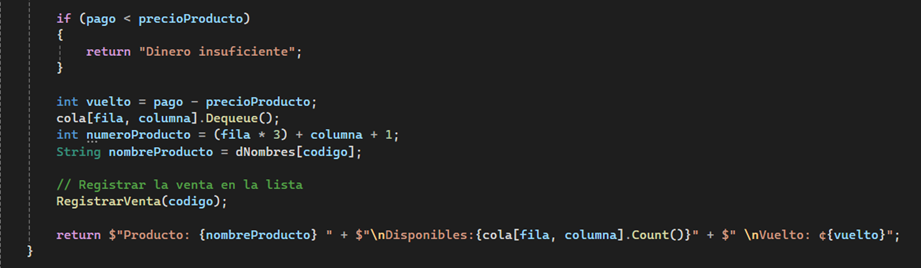 if (pago < precioProducto)
{
return "Dinero insuficiente";
}
int vuelto = pago - precioProducto;
cola[fila, columna].Dequeue();
int numeroProducto = (fila * 3) + columna + 1;
String nombreProducto = dNombres[codigo];
// Registrar la venta en la lista
RegistrarVenta(codigo);
return $"Producto: {nombreProducto} " + $"\nDisponibles:{cola[fila, columna].Count()}" + $" \nVuelto: ¢{vuelto}";
}